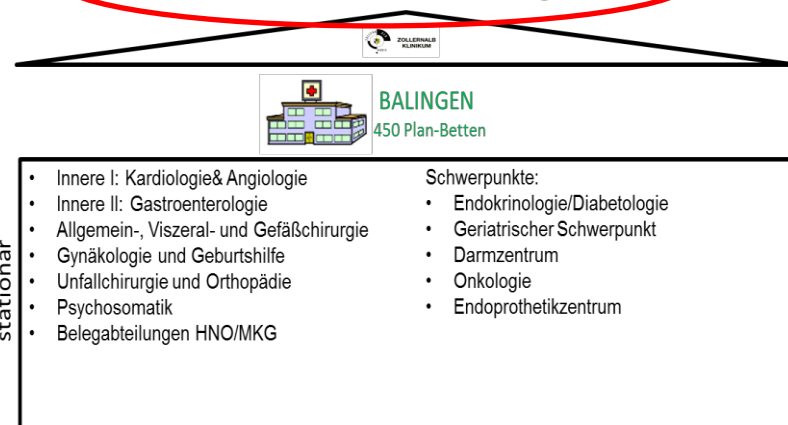 ZOLLERNALB
KLINIKUM
BALINGEN
450 Plan-Betten
stationär
• Innere I: Kardiologie& Angiologie
• Innere II: Gastroenterologie
• Allgemein-, Viszeral- und Gefäßchirurgie
• Gynäkologie und Geburtshilfe
• Unfallchirurgie und Orthopädie
• Psychosomatik
• Belegabteilungen HNO/MKG
Schwerpunkte:
• Endokrinologie/Diabetologie
• Geriatrischer Schwerpunkt
• Darmzentrum
• Onkologie
• Endoprothetikzentrum